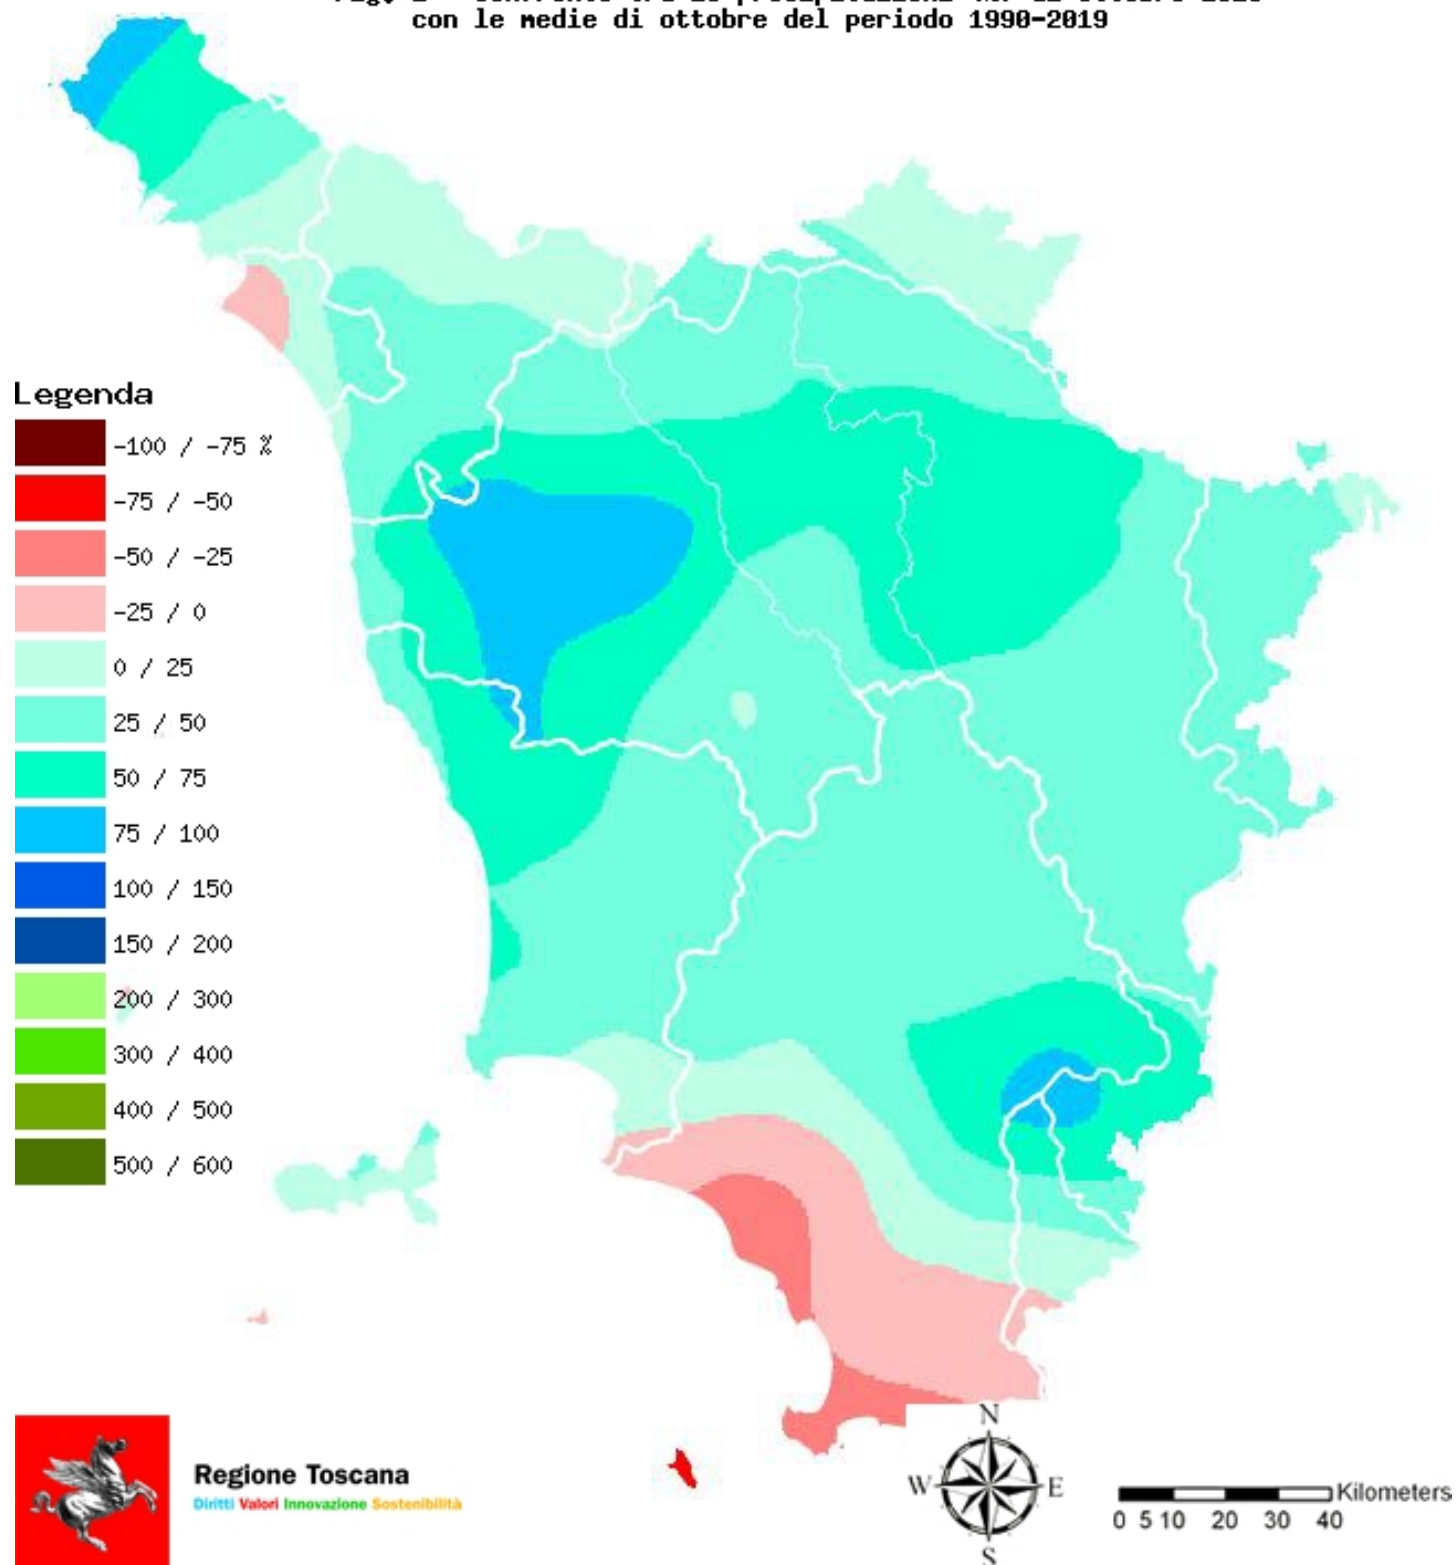 con le medie di ottobre del periodo 1990-2019
Legenda
-100 / -75 %
-75 / -50
-50 / -25
-25 / 0
0 / 25
25 / 50
50 / 75
75 / 100
100 / 150
150 / 200
200 / 300
300 / 400
400 / 500
500 / 600
Regione Toscana
Diritti Valori Innovazione Sostenibilità
N
W E
S
Kilometers
0 5 10 20 30 40